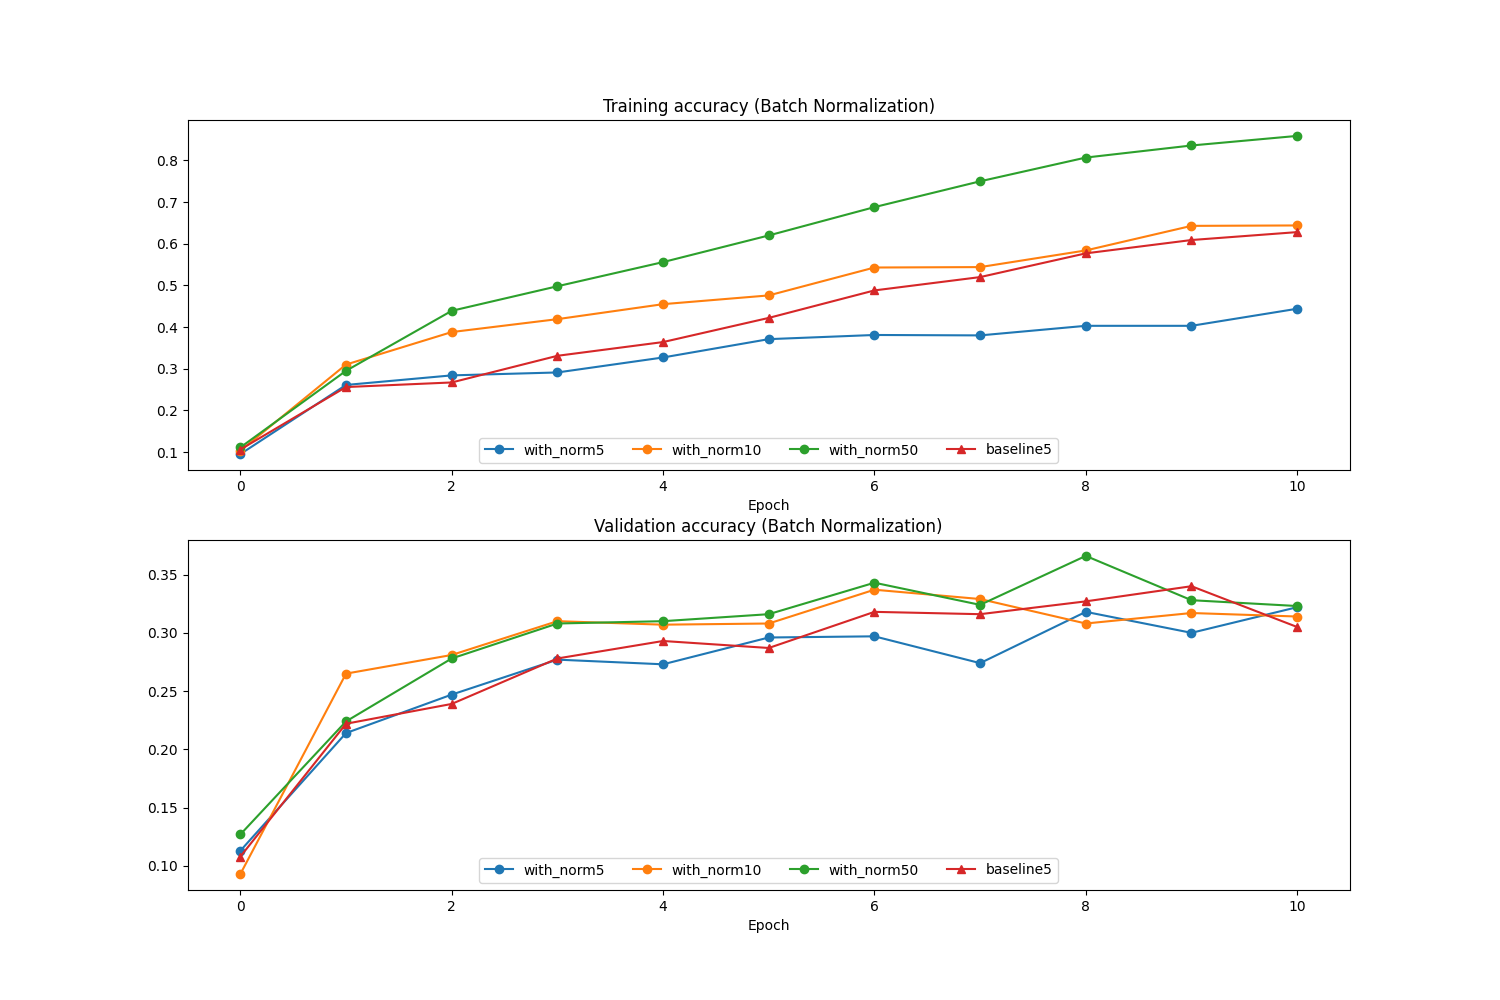 Training accuracy (Batch Normalization)
0.8
0.7
0.6
0.5
0.4
0.3
0.2
0.1
with_norm5 with_norm10 with_norm50 baseline5
0 2 4 6 8 10
Epoch
Validation accuracy (Batch Normalization)
0.35
0.30
0.25
0.20
0.15
0.10
with_norm5 with_norm10 with_norm50 baseline5
0 2 4 6 8 10
Epoch